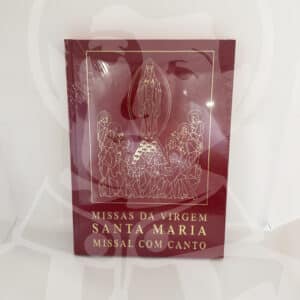 MISSAS DA VIRGEM
SANTA MARIA
MISSAL COM CANTO